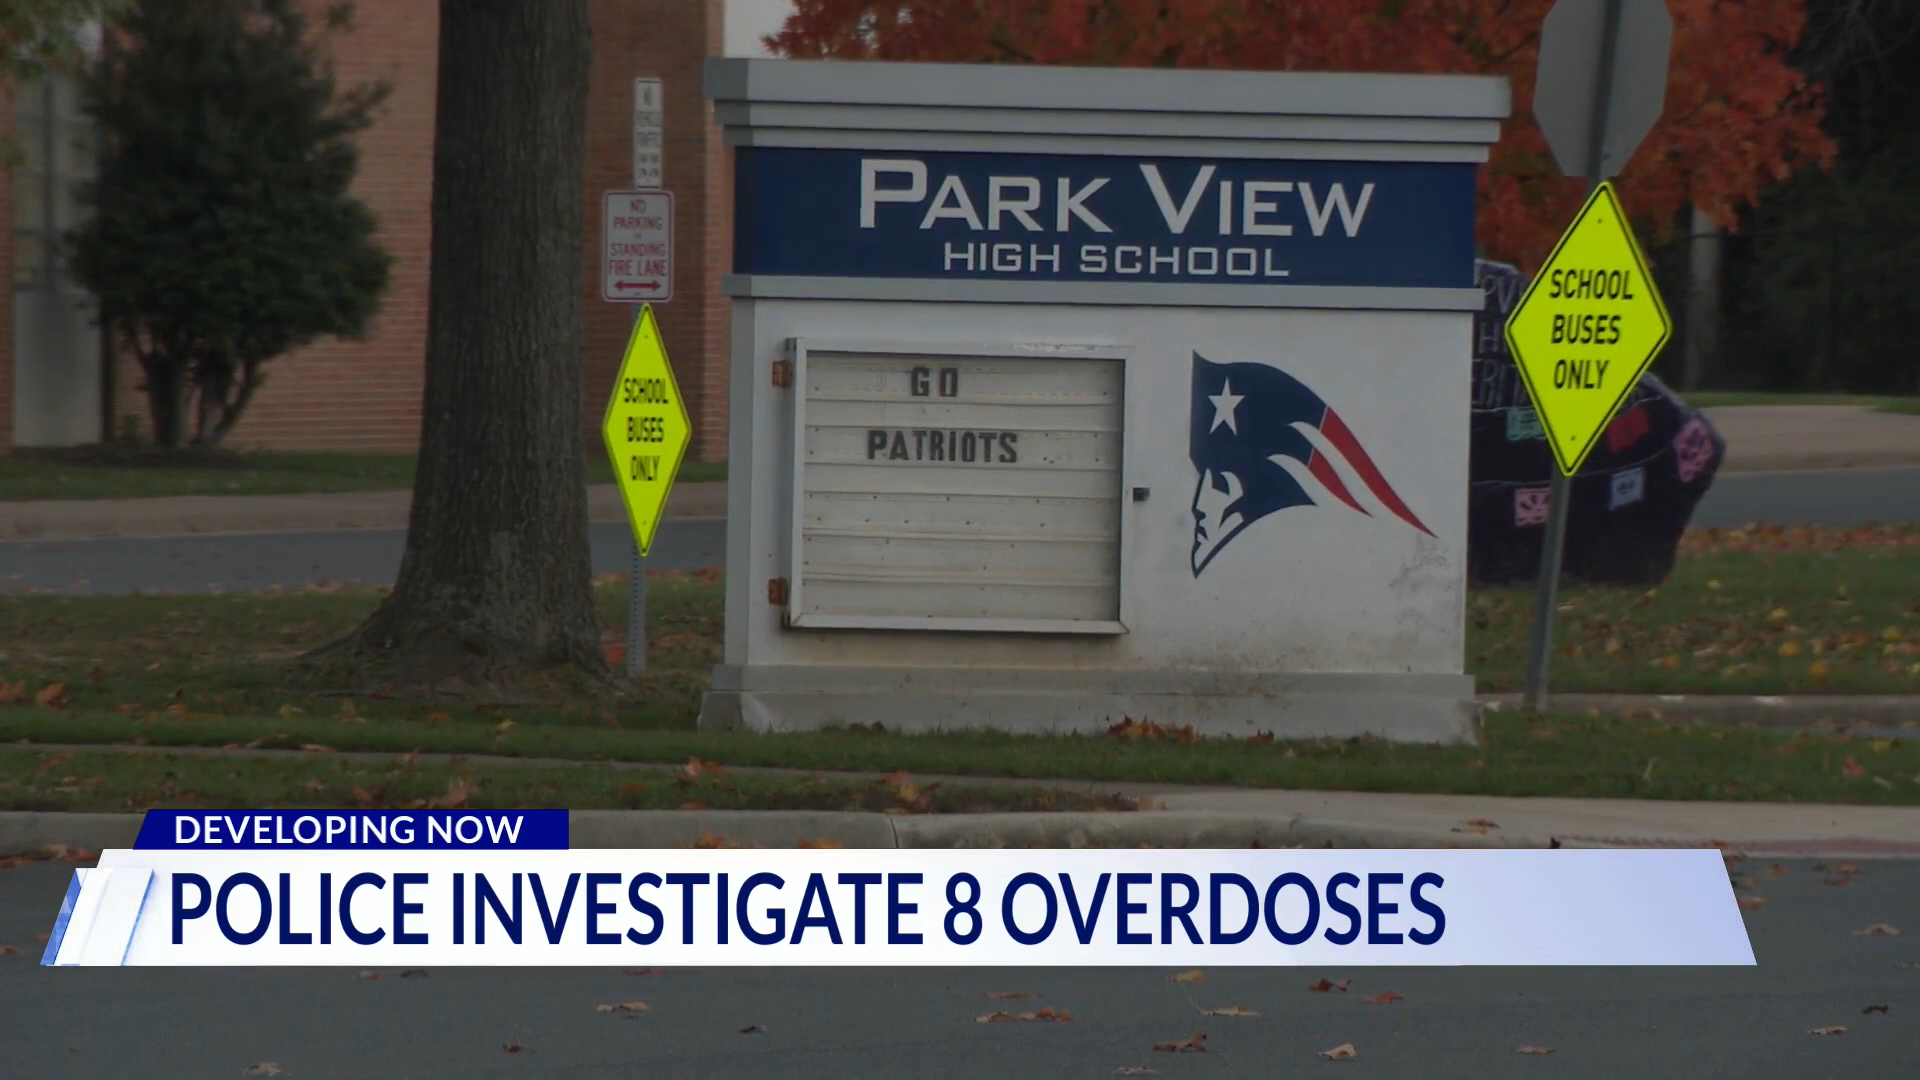 NO
PARKING
STANDING
FIRE LANE
SCHOOL
BUSES
ONLY
PARK VIEW
HIGH SCHOOL
GO
PATRIOTS
SCHOOL
BUSES
ONLY
DEVELOPING NOW
POLICE INVESTIGATE 8 OVERDOSES